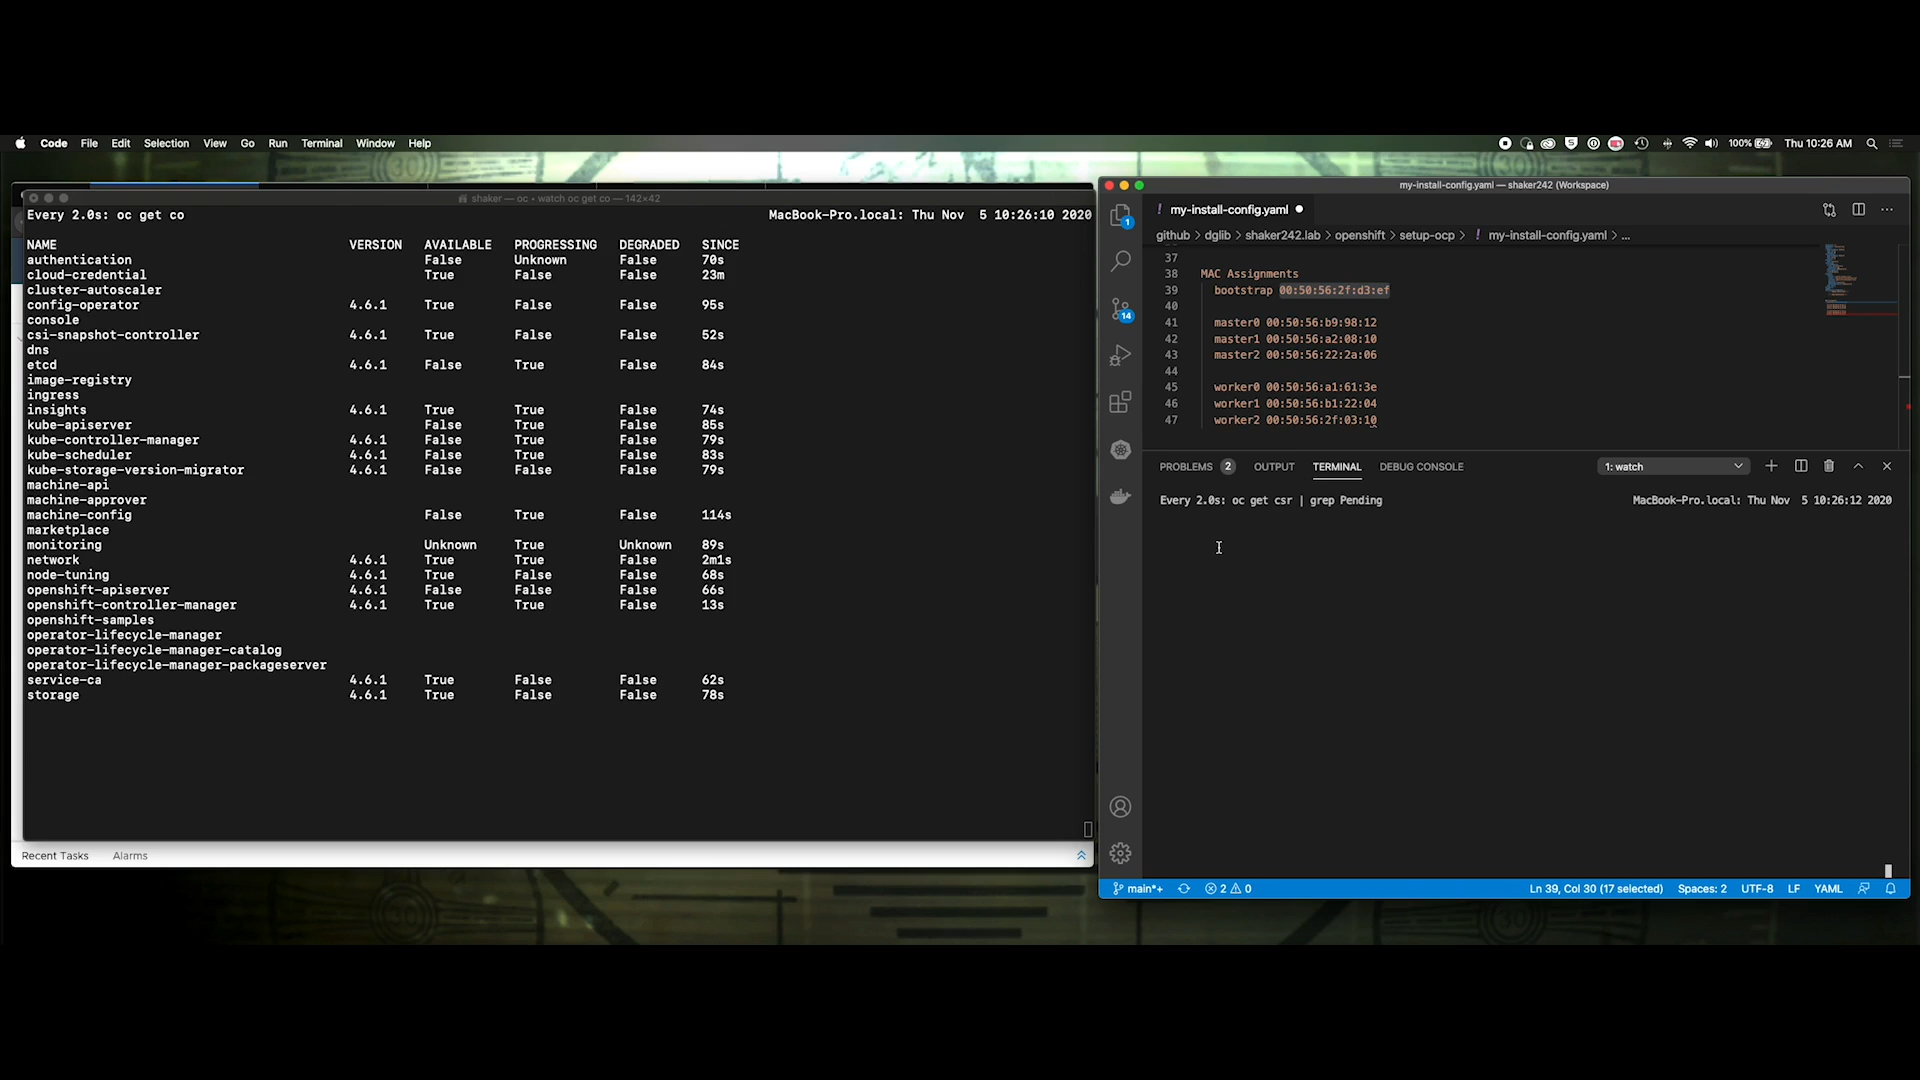 Code File Edit Selection View Go Run Terminal Window Help 100% Thu 10:26 AM
shaker — oc • watch oc get co — 142×42
Every 2.0s: oc get co MacBook-Pro.local: Thu Nov 5 10:26:10 2020
NAME VERSION AVAILABLE PROGRESSING DEGRADED SINCE
authentication False Unknown False 70s
cloud-credential True False False 23m
cluster-autoscaler
config-operator 4.6.1 True False False 95s
console
csi-snapshot-controller 4.6.1 True False False 52s
dns
etcd 4.6.1 False True False 84s
image-registry
ingress
insights 4.6.1 True True False 74s
kube-apiserver False True False 85s
kube-controller-manager 4.6.1 False True False 79s
kube-scheduler 4.6.1 False True False 83s
kube-storage-version-migrator 4.6.1 False False False 79s
machine-api
machine-approver
machine-config False True False 114s
marketplace
monitoring Unknown True Unknown 89s
network 4.6.1 True True False 2m1s
node-tuning 4.6.1 True False False 68s
openshift-apiserver 4.6.1 False False False 66s
openshift-controller-manager 4.6.1 True True False 13s
openshift-samples
operator-lifecycle-manager
operator-lifecycle-manager-catalog
operator-lifecycle-manager-packageserver
service-ca 4.6.1 True False False 62s
storage 4.6.1 True False False 78s
Recent Tasks Alarms
my-install-config.yaml — shaker242 (Workspace)
! my-install-config.yaml
github > dglib > shaker242.lab > openshift > setup-ocp > ! my-install-config.yaml > ...
37
38 MAC Assignments
39 bootstrap 00:50:56:2f:d3:ef
40
41 master0 00:50:56:b9:98:12
42 master1 00:50:56:a2:08:10
43 master2 00:50:56:22:2a:06
44
45 worker0 00:50:56:a1:61:3e
46 worker1 00:50:56:b1:22:04
47 worker2 00:50:56:2f:03:10
1
14
PROBLEMS 2 OUTPUT TERMINAL DEBUG CONSOLE 1: watch
Every 2.0s: oc get csr | grep Pending MacBook-Pro.local: Thu Nov 5 10:26:12 2020
main*+ 2 0 Ln 39, Col 30 (17 selected) Spaces: 2 UTF-8 LF YAML